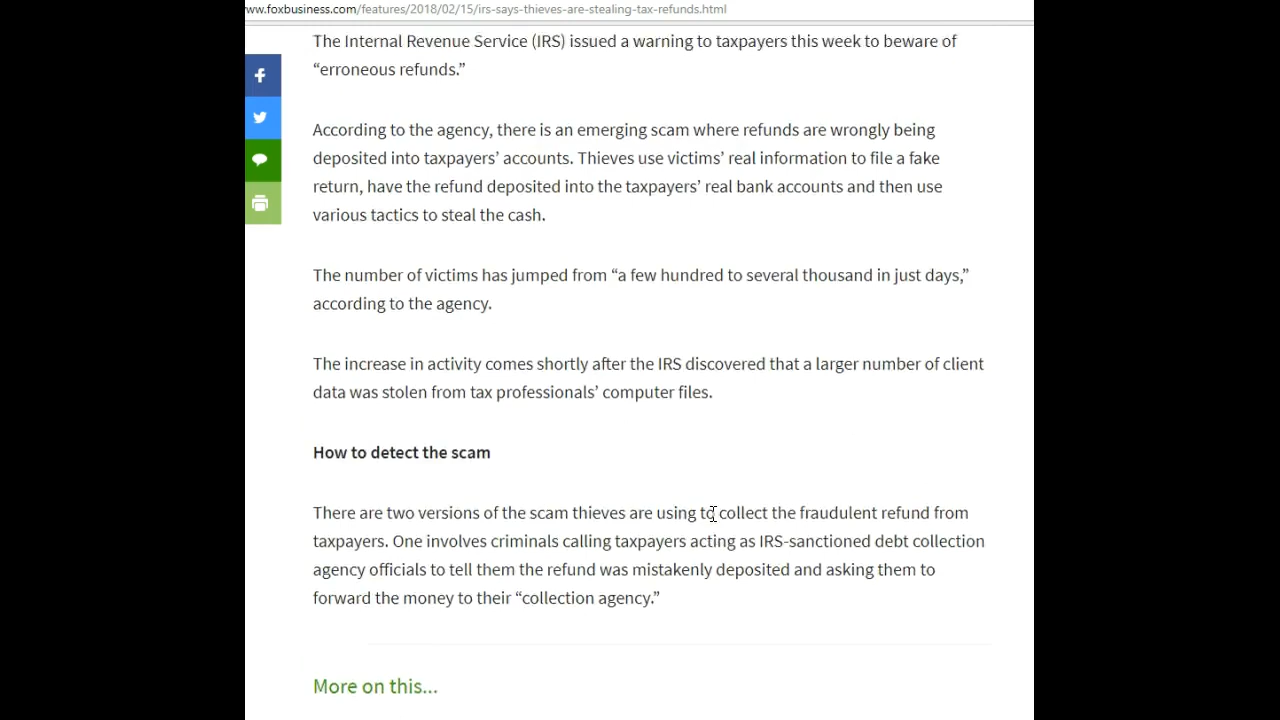 ww.foxbusiness.com/features/2018/02/15/irs-says-thieves-are-stealing-tax-refunds.html
The Internal Revenue Service (IRS) issued a warning to taxpayers this week to beware of
“erroneous refunds.”
According to the agency, there is an emerging scam where refunds are wrongly being
deposited into taxpayers’ accounts. Thieves use victims’ real information to file a fake
return, have the refund deposited into the taxpayers’ real bank accounts and then use
various tactics to steal the cash.
The number of victims has jumped from “a few hundred to several thousand in just days,”
according to the agency.
The increase in activity comes shortly after the IRS discovered that a larger number of client
data was stolen from tax professionals’ computer files.
How to detect the scam
There are two versions of the scam thieves are using to collect the fraudulent refund from
taxpayers. One involves criminals calling taxpayers acting as IRS-sanctioned debt collection
agency officials to tell them the refund was mistakenly deposited and asking them to
forward the money to their “collection agency.”
More on this...